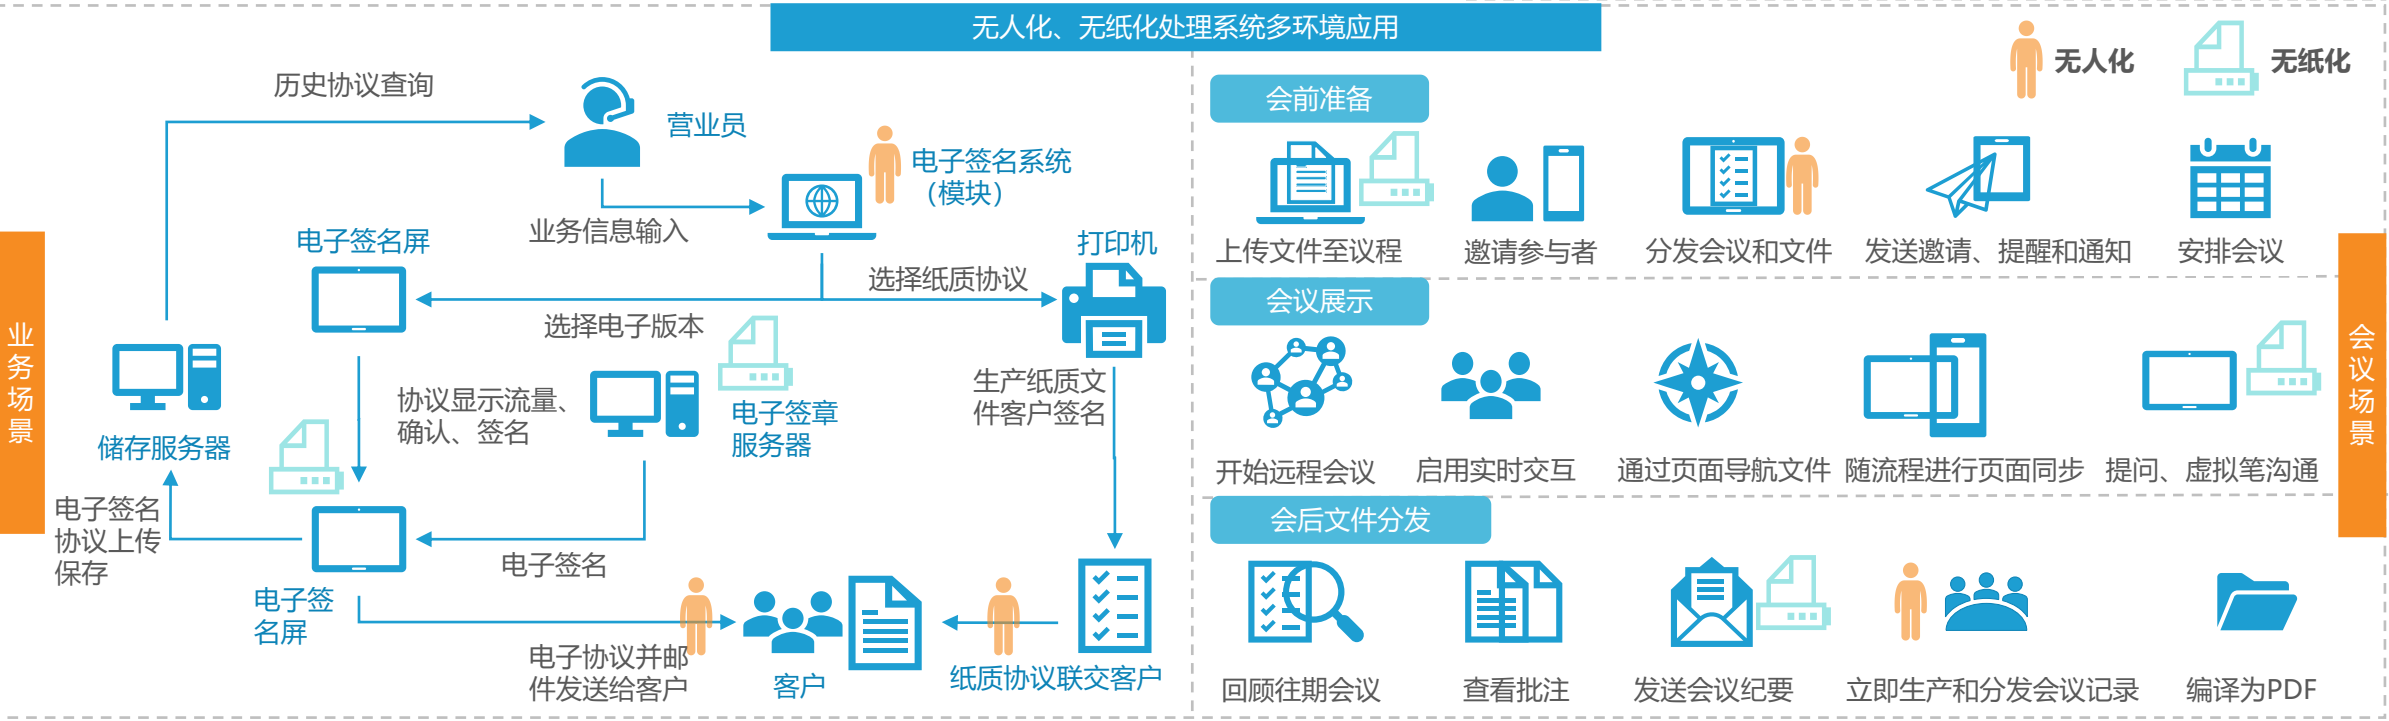 无人化、无纸化处理系统多环境应用
无人化
无纸化
业务场景
历史协议查询
营业员
电子签名系统
（模块）
业务信息输入
电子签名屏
打印机
选择纸质协议
选择电子版本
协议显示流量、
确认、签名
电子签章
服务器
生产纸质文
件客户签名
储存服务器
电子签名
协议上传
保存
电子签名
电子签
名屏
电子协议并邮
件发送给客户
客户
纸质协议联交客户
会前准备
上传文件至议程
邀请参与者
分发会议和文件
发送邀请、提醒和通知
安排会议
会议展示
开始远程会议
启用实时交互
通过页面导航文件
随流程进行页面同步
提问、虚拟笔沟通
会后文件分发
回顾往期会议
查看批注
发送会议纪要
立即生产和分发会议记录
编译为PDF
会议场景